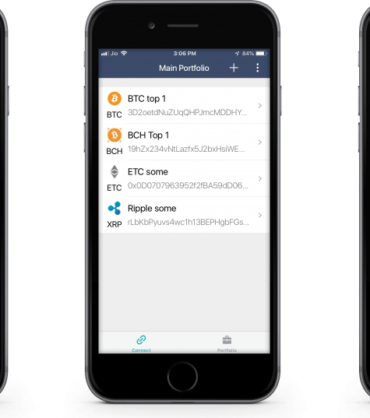 Jio 3:06 PM 84%
Main Portfolio
BTC top 1
BTC 3D2oetdNuZUqQHPJmcMDDHY...
BCH Top 1
BCH 19hZx234vNtLazfx5J2bxHsiWE...
ETC some
ETC 0x0D0707963952f2fBA59dD06...
Ripple some
XRP rLbKbPyuvs4wc1h13BEPHgbFGs...
Connect Portfolio